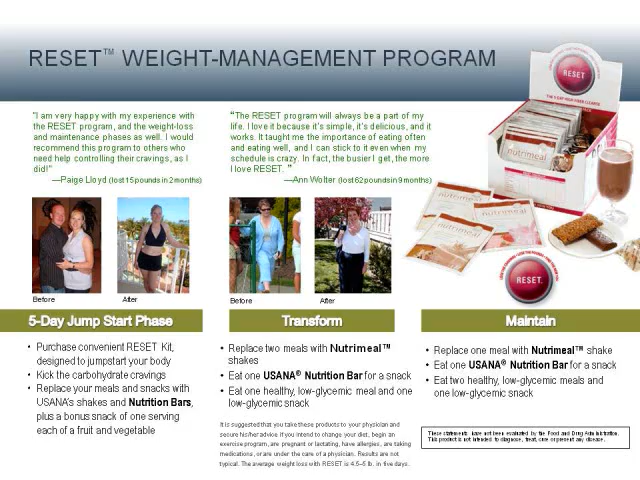 RESET™ WEIGHT-MANAGEMENT PROGRAM
"I am very happy with my experience with
the RESET program, and the weight-loss
and maintenance phases as well. I would
recommend this program to others who
need help controlling their cravings, as I
did!"
—Paige Lloyd (lost 15 pounds in 2 months)
"The RESET program will always be a part of my
life. I love it because it's simple, it's delicious, and it
works. It taught me the importance of eating often
and eating well, and I can stick to it even when my
schedule is crazy. In fact, the busier I get, the more
I love RESET. "
—Ann Wolter (lost 62 pounds in 9 months)
RESET
nutrimeal
nutrimeal
nutrimeal
nutrimeal
RESET.
Before
After
Before
After
5-Day Jump Start Phase
• Purchase convenient RESET Kit,
designed to jumpstart your body
• Kick the carbohydrate cravings
• Replace your meals and snacks with
USANA's shakes and Nutrition Bars,
plus a bonus snack of one serving
each of a fruit and vegetable
Transform
• Replace two meals with Nutrimeal™
shakes
• Eat one USANA® Nutrition Bar for a snack
• Eat one healthy, low-glycemic meal and one
low-glycemic snack
It is suggested that you take these products to your physician and
secure his/her advice if you intend to change your diet, begin an
exercise program, are pregnant or lactating, have allergies, are taking
medications, or are under the care of a physician. Results are not
typical. The average weight loss with RESET is 4.5–5 lb. in five days.
Maintain
• Replace one meal with Nutrimeal™ shake
• Eat one USANA® Nutrition Bar for a snack
• Eat two healthy, low-glycemic meals and
one low-glycemic snack
These statements have not been evaluated by the Food and Drug Administration.
This product is not intended to diagnose, treat, cure or prevent any disease.